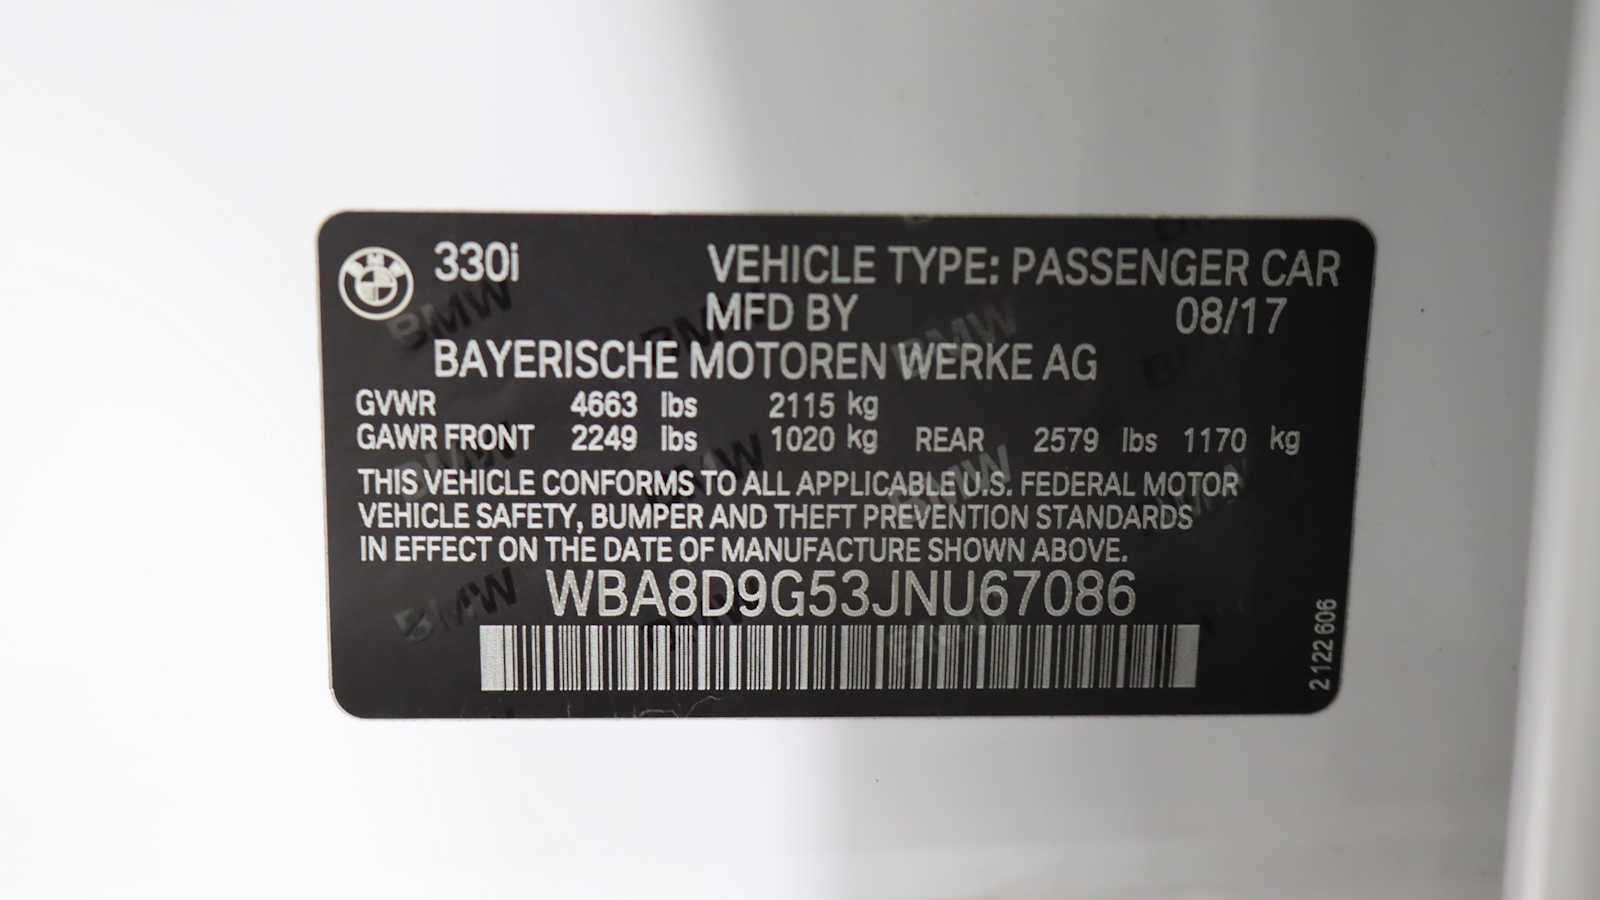 330i VEHICLE TYPE: PASSENGER CAR
MFD BY 08/17
BAYERISCHE MOTOREN WERKE AG
GVWR 4663 lbs 2115 kg
GAWR FRONT 2249 lbs 1020 kg REAR 2579 lbs 1170 kg
THIS VEHICLE CONFORMS TO ALL APPLICABLE U.S. FEDERAL MOTOR
VEHICLE SAFETY, BUMPER AND THEFT PREVENTION STANDARDS
IN EFFECT ON THE DATE OF MANUFACTURE SHOWN ABOVE.
WBA8D9G53JNU67086
2 122 606